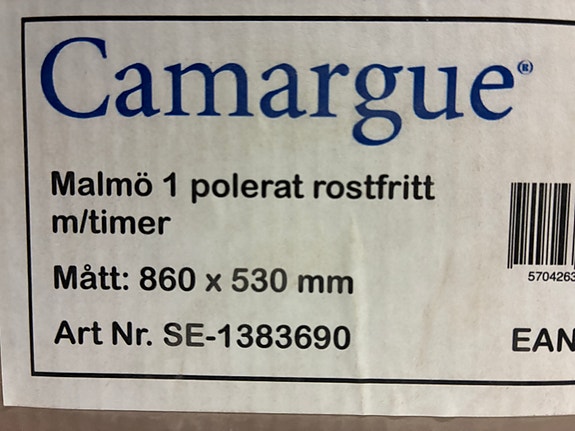 Camargue®
Malmö 1 polerat rostfritt
m/timer
Mått: 860 x 530 mm
Art Nr. SE-1383690
5704263
EAN